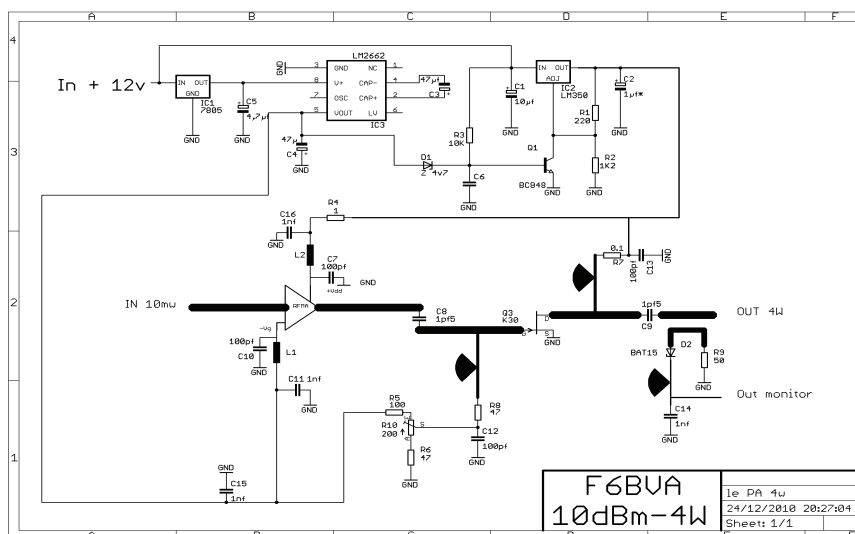 A B C D E F
4
LM2662
3 GND NC 1
8 V+ CAP- 4
7 OSC CAP+ 2
5 VOUT LV 6
IC3
GND
In + 12v
IN OUT
GND
IC1
7805
GND
C5
4,7µf
GND
47µf
C3
47µ
C4
GND
C1
10µf
GND
IN OUT
ADJ
IC2
LM350
C2
1µf*
GND
R1
220
R2
1K2
GND
R3
10K
Q1
BC848
GND
D1
Z 4v7
C6
GND
3
C16
1nf
GND
R4
1
L2
C7
100pf
GND
+Vdd
0.1
R7
100pf
C13
GND
2
IN 10mw
RFMA
-Vg
100pf
C10
GND
L1
C11 1nf
GND
C8
1pf5
Q3
K30
D
G
S
GND
1pf5
C9
OUT 4W
BAT15
D2
R9
50
GND
Out monitor
C14
1nf
GND
R5
100
R10
200
E
S
A
R6
47
GND
R8
47
C12
100pf
GND
1
GND
C15
1nf
F6BVA
10dBm-4W
le PA 4w
24/12/2010 20:27:04
Sheet: 1/1
A B C D E F